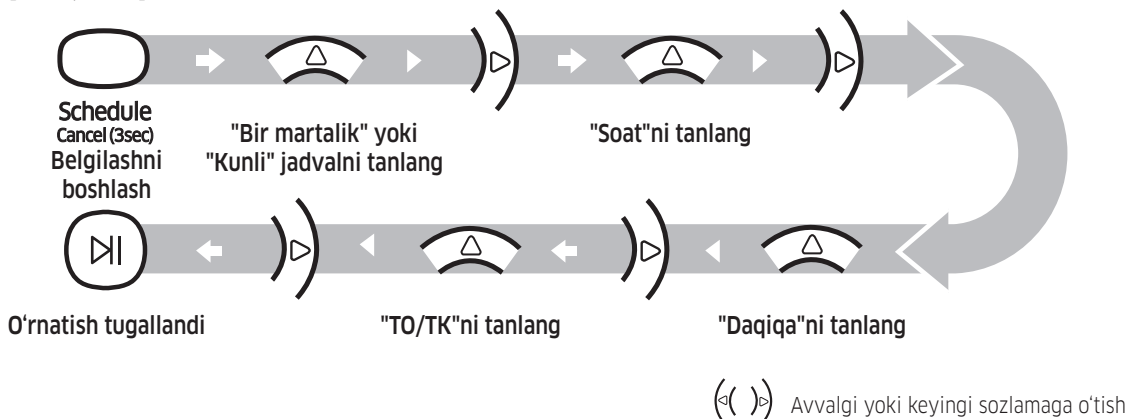 Schedule
Cancel (3sec)
Belgilashni
boshlash
"Bir martalik" yoki
"Kunli" jadvalni tanlang
"Soat"ni tanlang
O‘rnatish tugallandi
"TO/TK"ni tanlang
"Daqiqa"ni tanlang
Avvalgi yoki keyingi sozlamaga o‘tish